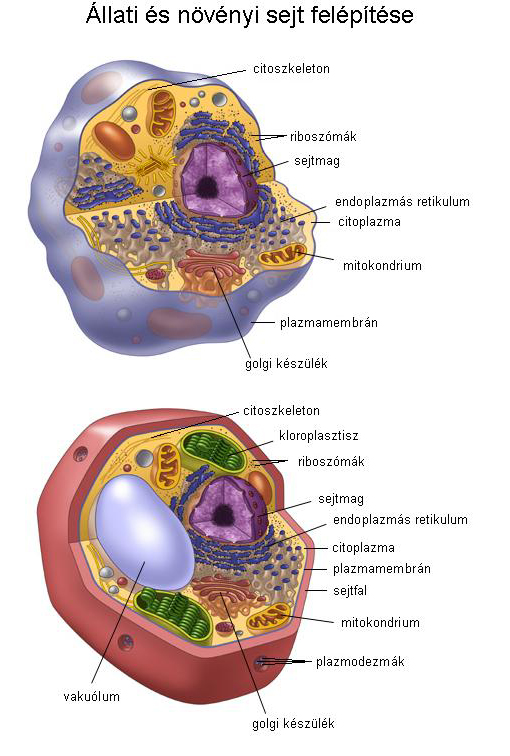 Állati és növényi sejt felépítése
citoszkeleton
riboszómák
sejtmag
endoplazmás retikulum
citoplazma
mitokondrium
plazmamembrán
golgi készülék
citoszkeleton
kloroplasztisz
riboszómák
sejtmag
endoplazmás retikulum
citoplazma
plazmamembrán
sejtfal
mitokondrium
plazmodezmák
vakuólum
golgi készülék